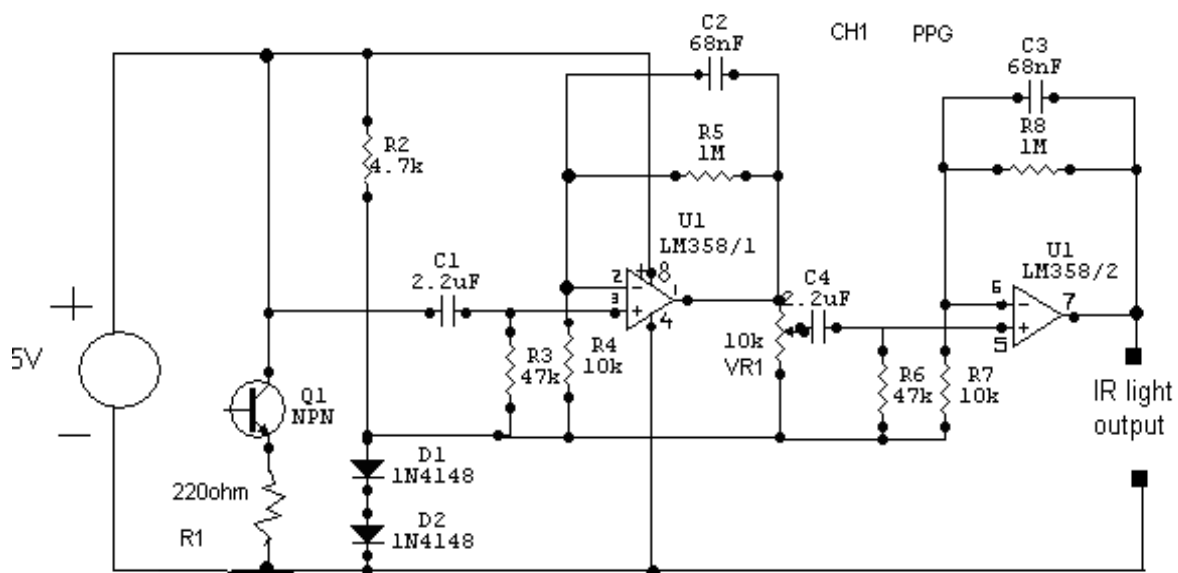 C2
68nF
CH1 PPG
C3
68nF
R5
1M
R8
1M
R2
4.7k
U1
LM358/1
U1
LM358/2
C1
2.2uF
C4
2.2uF
+
5V
−
+
8
2
−
3
+
1
4
6
−
5
+
7
R3
47k
R4
10k
10k
VR1
R6
47k
R7
10k
IR light
output
Q1
NPN
D1
1N4148
220ohm
R1
D2
1N4148